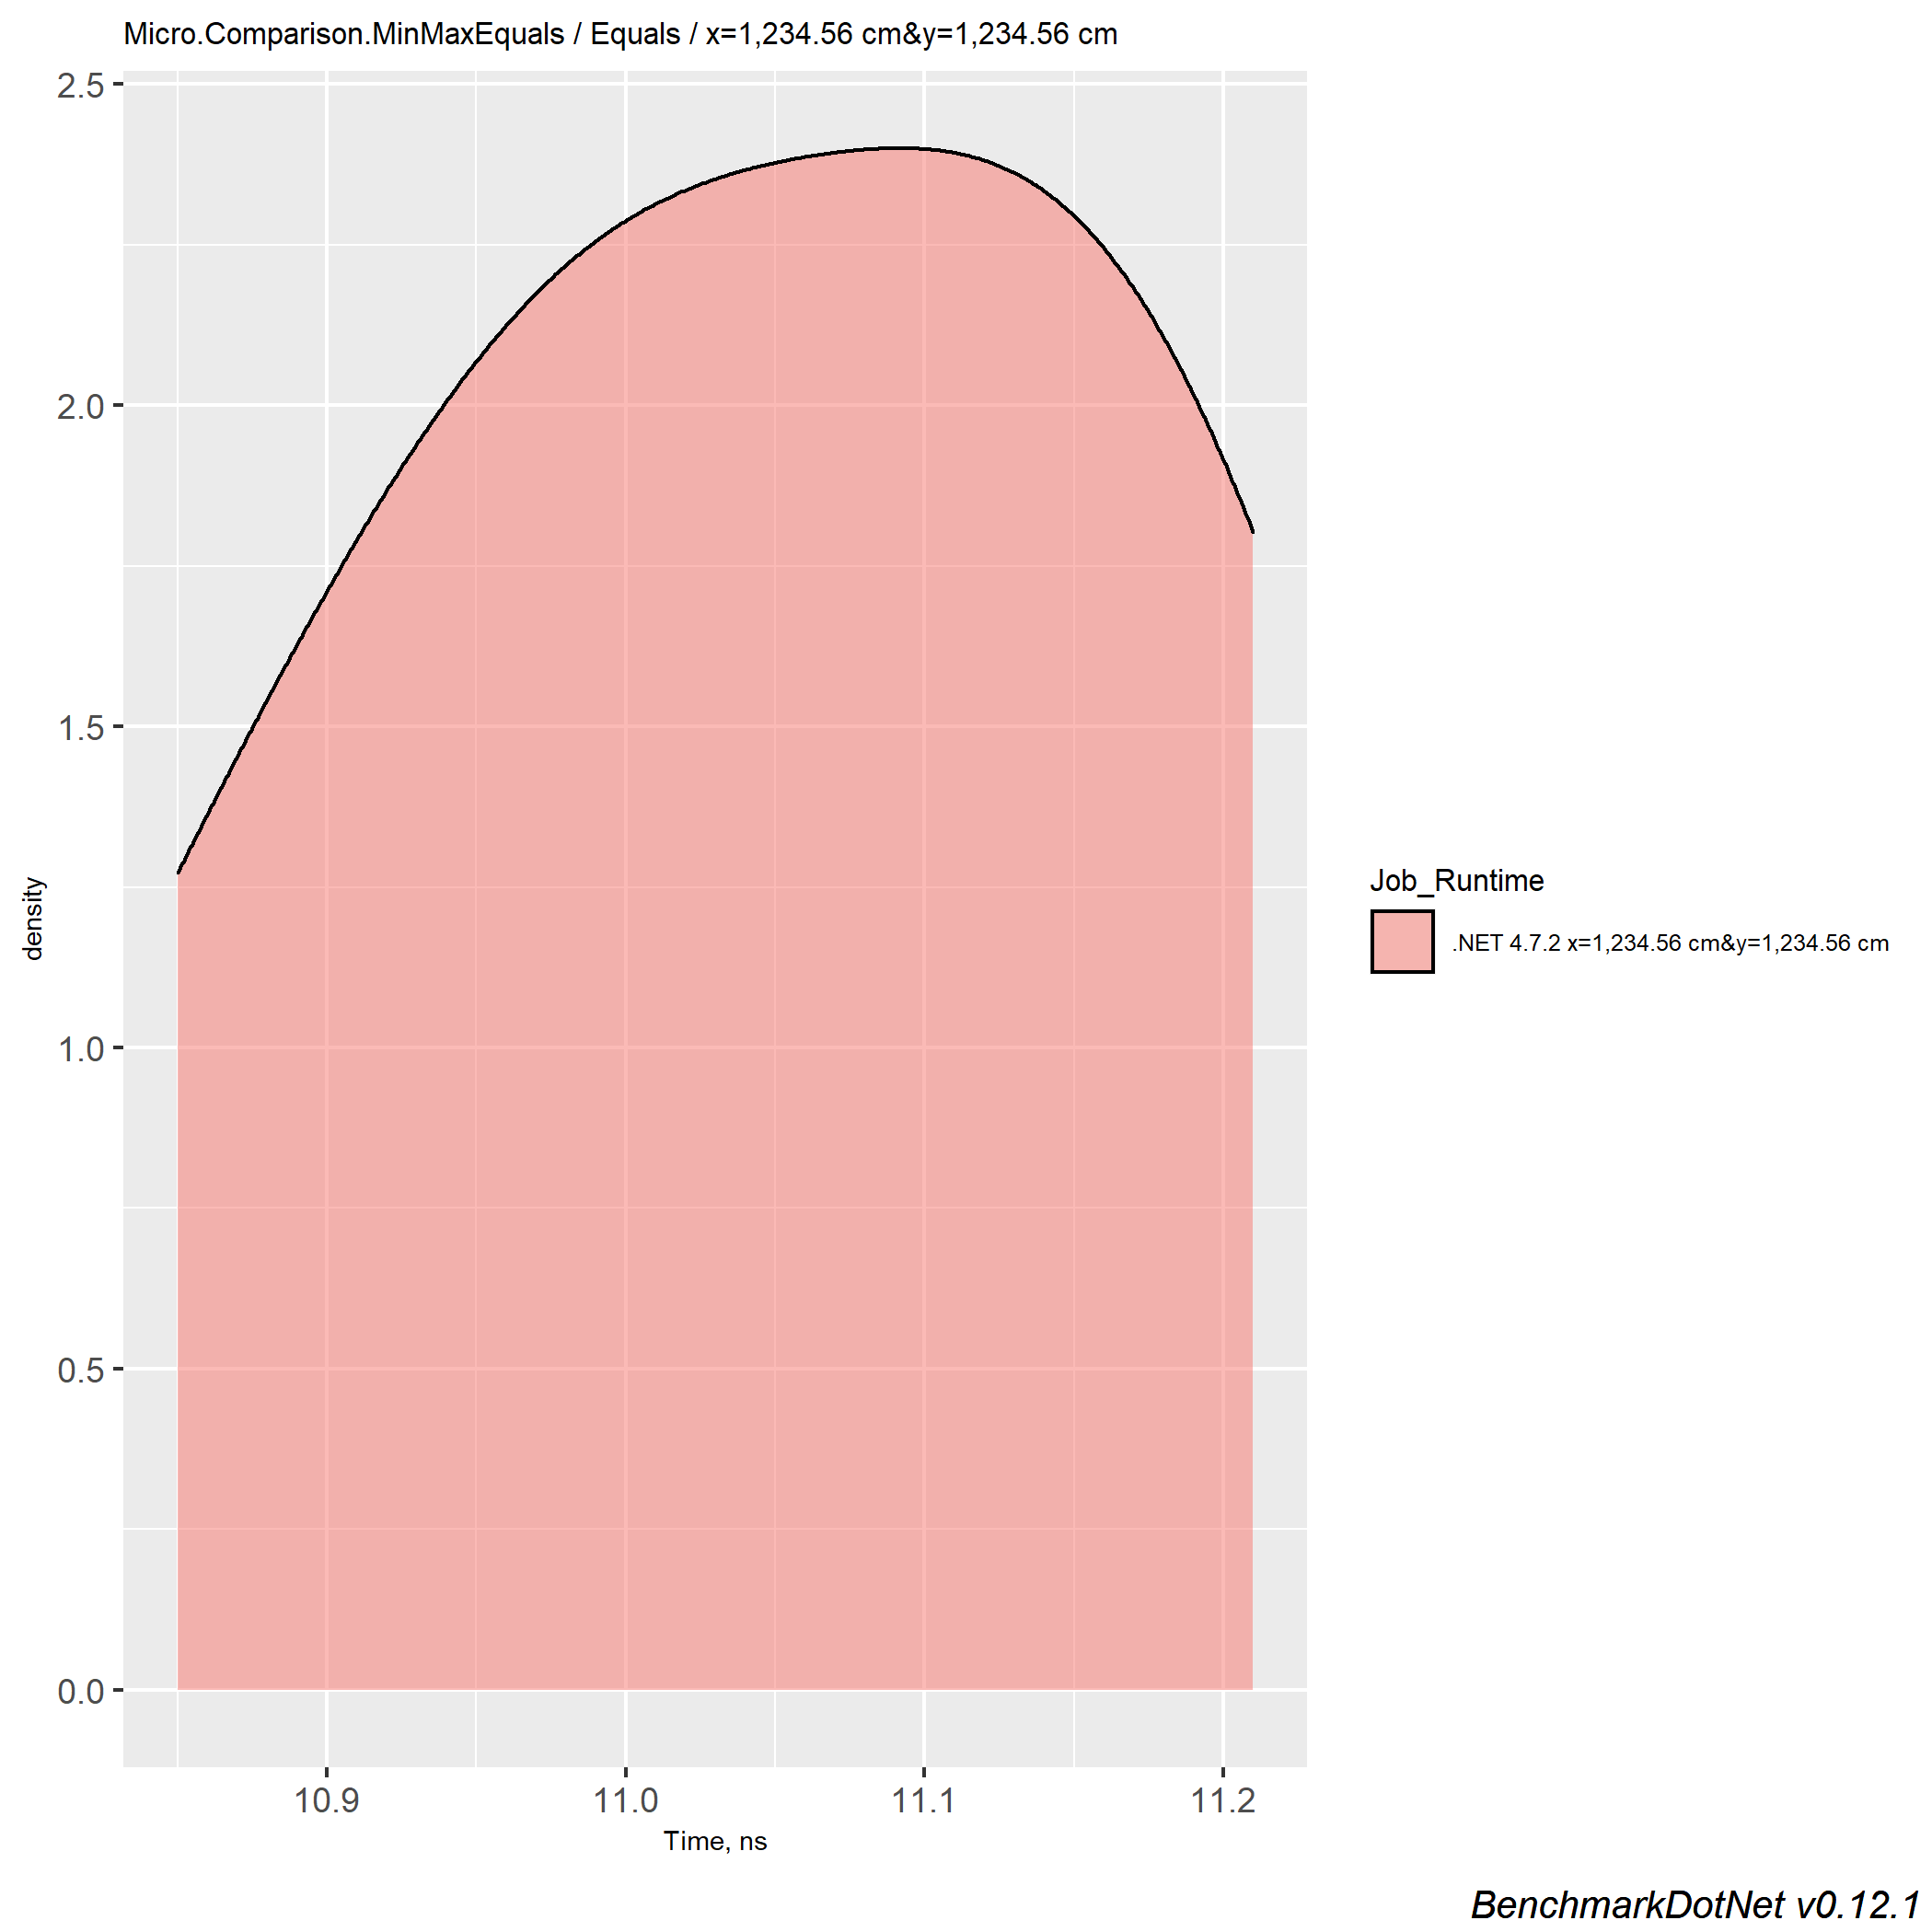 Micro.Comparison.MinMaxEquals / Equals / x=1,234.56 cm&y=1,234.56 cm
2.5
2.0
1.5
1.0
0.5
0.0
density
10.9 11.0 11.1 11.2
Time, ns
Job_Runtime
.NET 4.7.2 x=1,234.56 cm&y=1,234.56 cm
BenchmarkDotNet v0.12.1